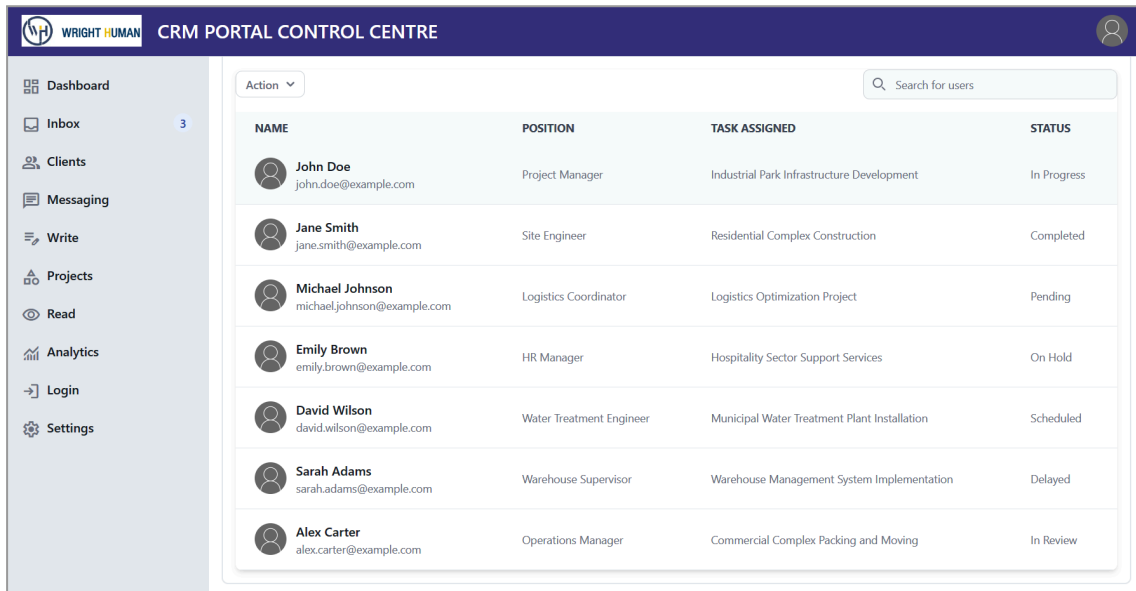 WH WRIGHT HUMAN CRM PORTAL CONTROL CENTRE
Dashboard
Inbox 3
Clients
Messaging
Write
Projects
Read
Analytics
Login
Settings
Action Search for users
NAME POSITION TASK ASSIGNED STATUS
John Doe
john.doe@example.com Project Manager Industrial Park Infrastructure Development In Progress
Jane Smith
jane.smith@example.com Site Engineer Residential Complex Construction Completed
Michael Johnson
michael.johnson@example.com Logistics Coordinator Logistics Optimization Project Pending
Emily Brown
emily.brown@example.com HR Manager Hospitality Sector Support Services On Hold
David Wilson
david.wilson@example.com Water Treatment Engineer Municipal Water Treatment Plant Installation Scheduled
Sarah Adams
sarah.adams@example.com Warehouse Supervisor Warehouse Management System Implementation Delayed
Alex Carter
alex.carter@example.com Operations Manager Commercial Complex Packing and Moving In Review